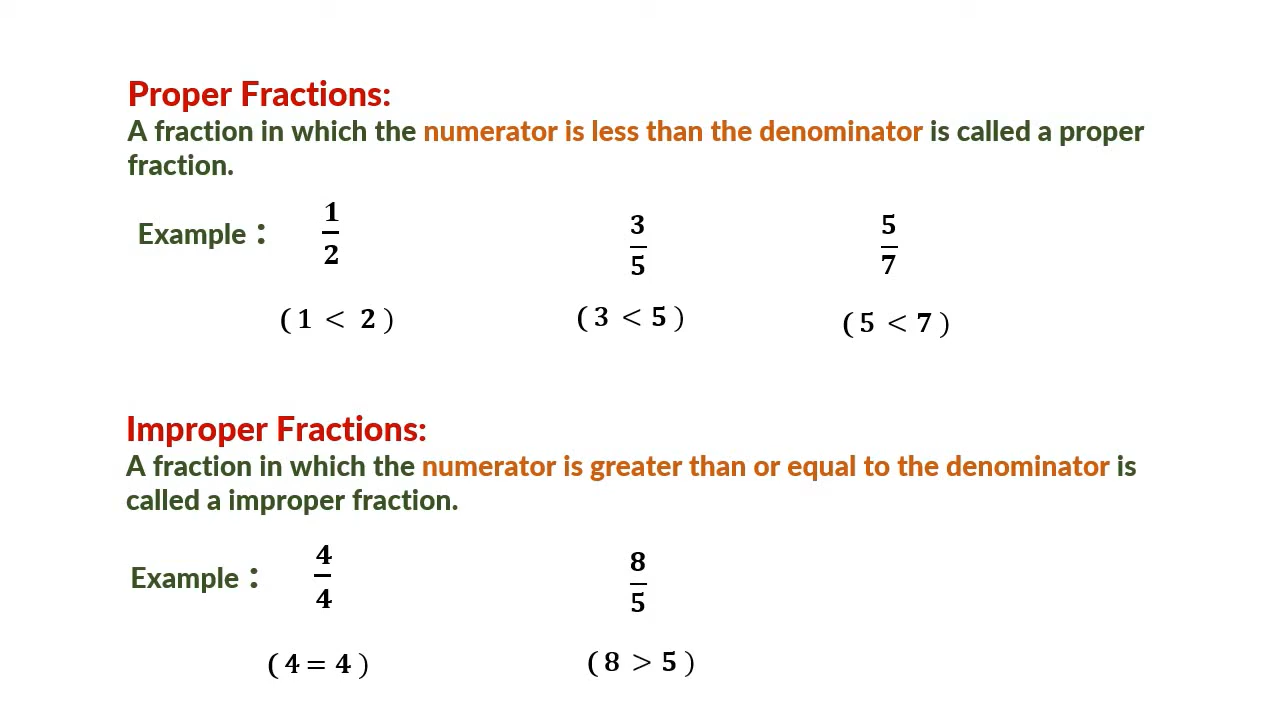 Proper Fractions:
A fraction in which the numerator is less than the denominator is called a proper
fraction.
Example : 1/2 3/5 5/7
( 1 < 2 ) ( 3 < 5 ) ( 5 < 7 )
Improper Fractions:
A fraction in which the numerator is greater than or equal to the denominator is
called a improper fraction.
Example : 4/4 8/5
( 4 = 4 ) ( 8 > 5 )